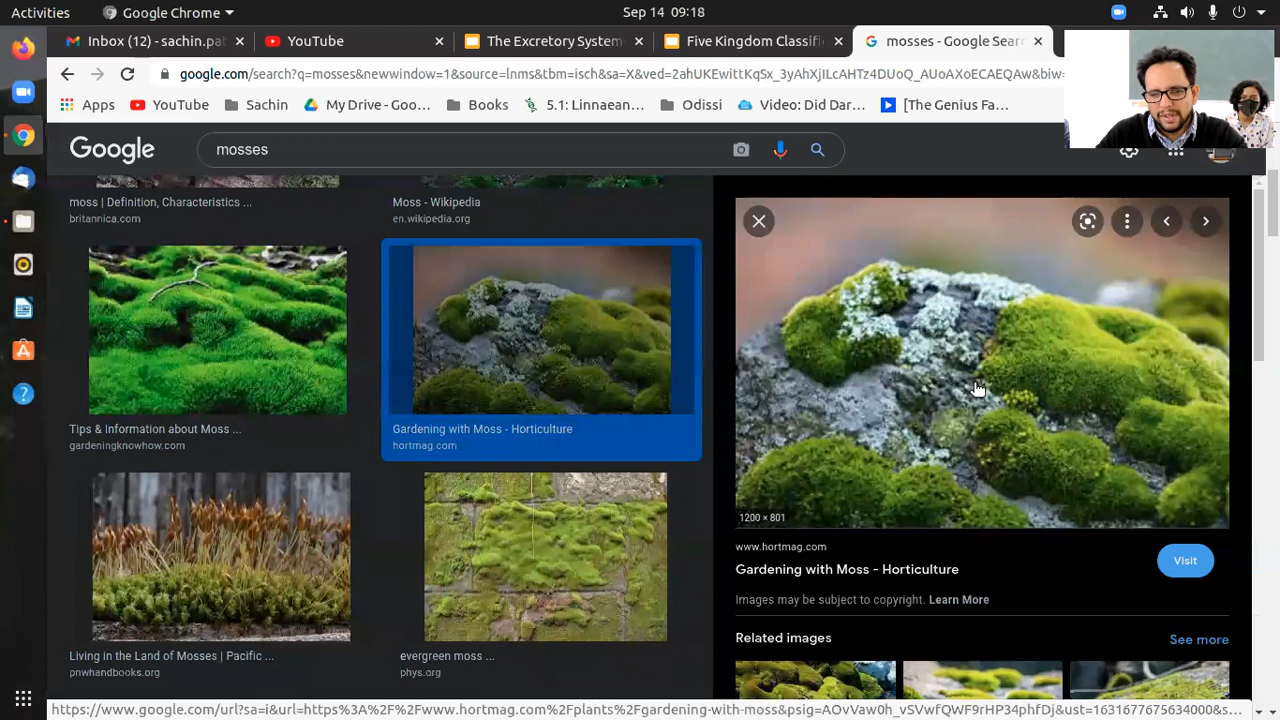 Activities
Google Chrome
Sep 14 09:18
Inbox (12) - sachin.pat
YouTube
The Excretory System-
Five Kingdom Classifi
mosses - Google Sear
google.com/search?q=mosses&newwindow=1&source=lnms&tbm=isch&sa=X&ved=2ahUKEwittKqSx_3yAhXjILcAHTz4DUoQ_AUoAXoECAEQAw&biw=
Apps
YouTube
Sachin
My Drive - Goo...
Books
5.1: Linnaean...
Odissi
Video: Did Dar...
[The Genius Fa...
Google
mosses
moss | Definition, Characteristics ...
britannica.com
Moss - Wikipedia
en.wikipedia.org
Tips & Information about Moss ...
gardeningknowhow.com
Gardening with Moss - Horticulture
hortmag.com
Living in the Land of Mosses | Pacific ...
pnwhandbooks.org
evergreen moss ...
phys.org
1200 × 801
www.hortmag.com
Gardening with Moss - Horticulture
Visit
Images may be subject to copyright. Learn More
Related images
See more
https://www.google.com/url?sa=i&url=https%3A%2F%2Fwww.hortmag.com%2Fplants%2Fgardening-with-moss&psig=AOvVaw0h_vSVwfQWF9rHP34phfDj&ust=1631677675634000&s...